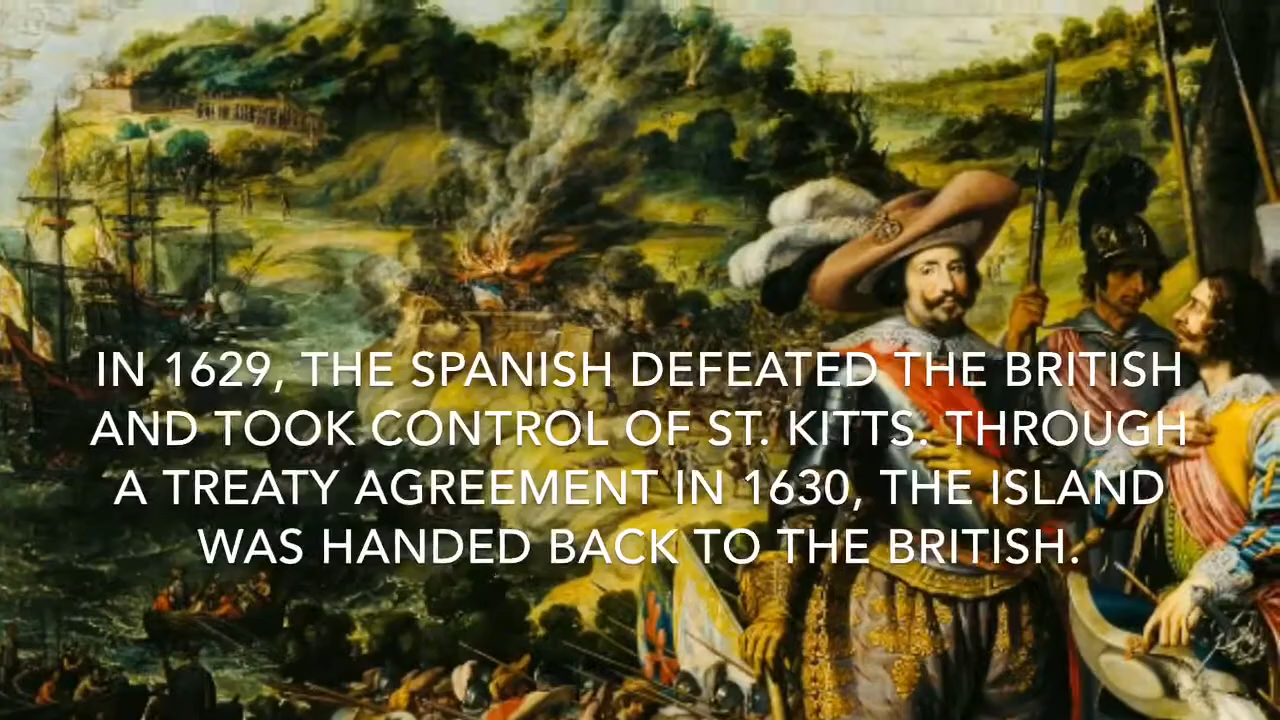 IN 1629, THE SPANISH DEFEATED THE BRITISH
AND TOOK CONTROL OF ST. KITTS. THROUGH
A TREATY AGREEMENT IN 1630, THE ISLAND
WAS HANDED BACK TO THE BRITISH.